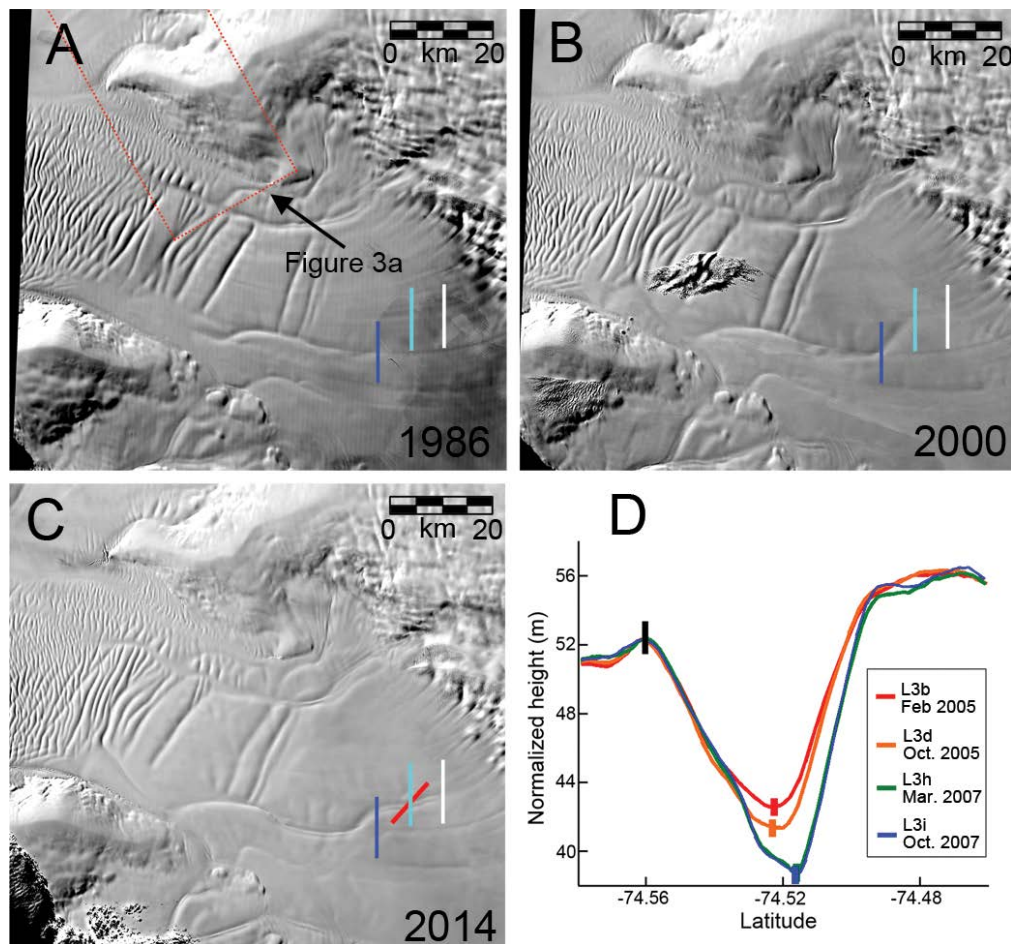 A
0 km 20
Figure 3a
1986
B
0 km 20
2000
C
0 km 20
2014
D
Normalized height (m)
56
52
48
44
40
-74.56
-74.52
-74.48
Latitude
L3b
Feb 2005
L3d
Oct. 2005
L3h
Mar. 2007
L3i
Oct. 2007